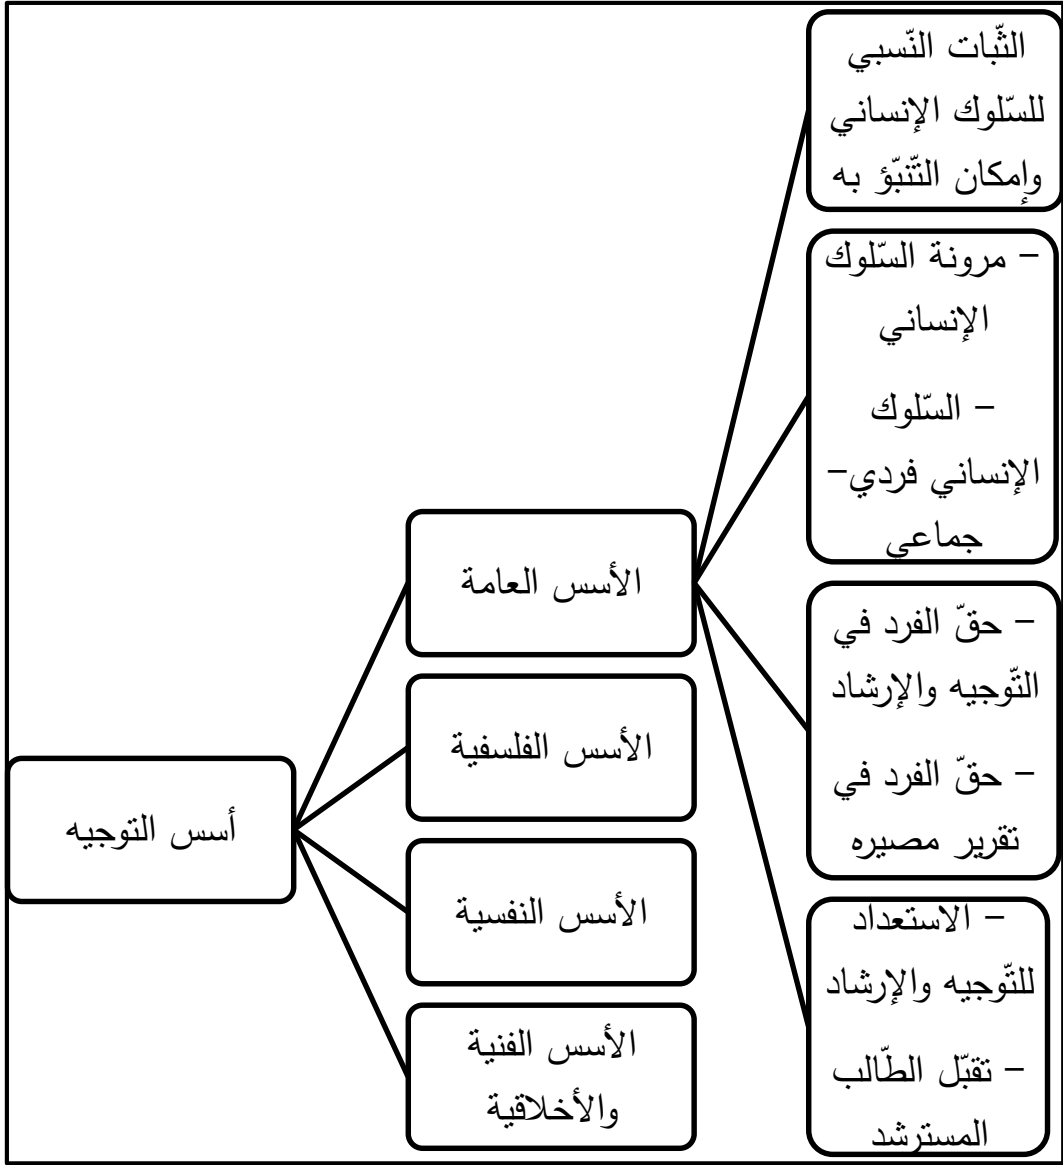 الثّبات النّسبي
للسّلوك الإنساني
وإمكان التّنبّؤ به
– مرونة السّلوك
الإنساني
– السّلوك
الإنساني فردي–
جماعي
– حقّ الفرد في
التّوجيه والإرشاد
– حقّ الفرد في
تقرير مصيره
– الاستعداد
للتّوجيه والإرشاد
– تقبّل الطّالب
المسترشد
الأسس العامة
الأسس الفلسفية
الأسس النفسية
الأسس الفنية
والأخلاقية
أسس التوجيه